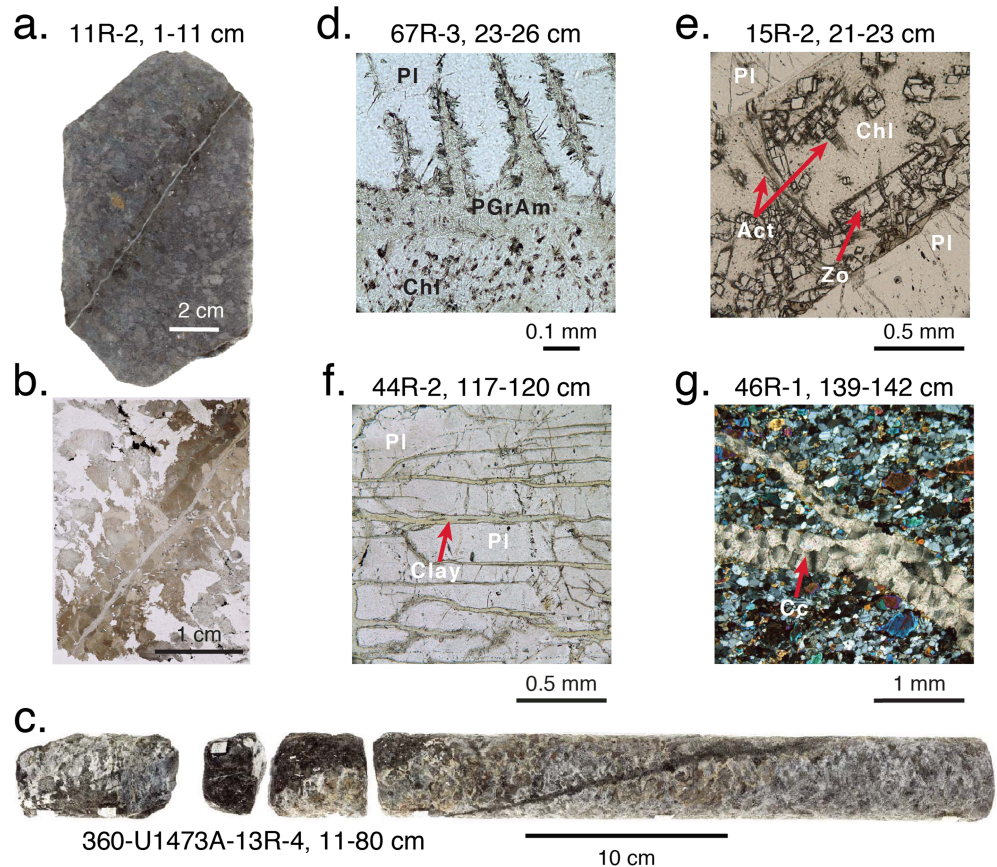 a.
11R-2, 1-11 cm
2 cm
b.
1 cm
d.
67R-3, 23-26 cm
Pl
PGrAm
Chl
0.1 mm
e.
15R-2, 21-23 cm
Pl
Chl
Act
Pl
Zo
0.5 mm
f.
44R-2, 117-120 cm
Pl
Pl
Clay
0.5 mm
g.
46R-1, 139-142 cm
Cc
1 mm
c.
360-U1473A-13R-4, 11-80 cm
10 cm